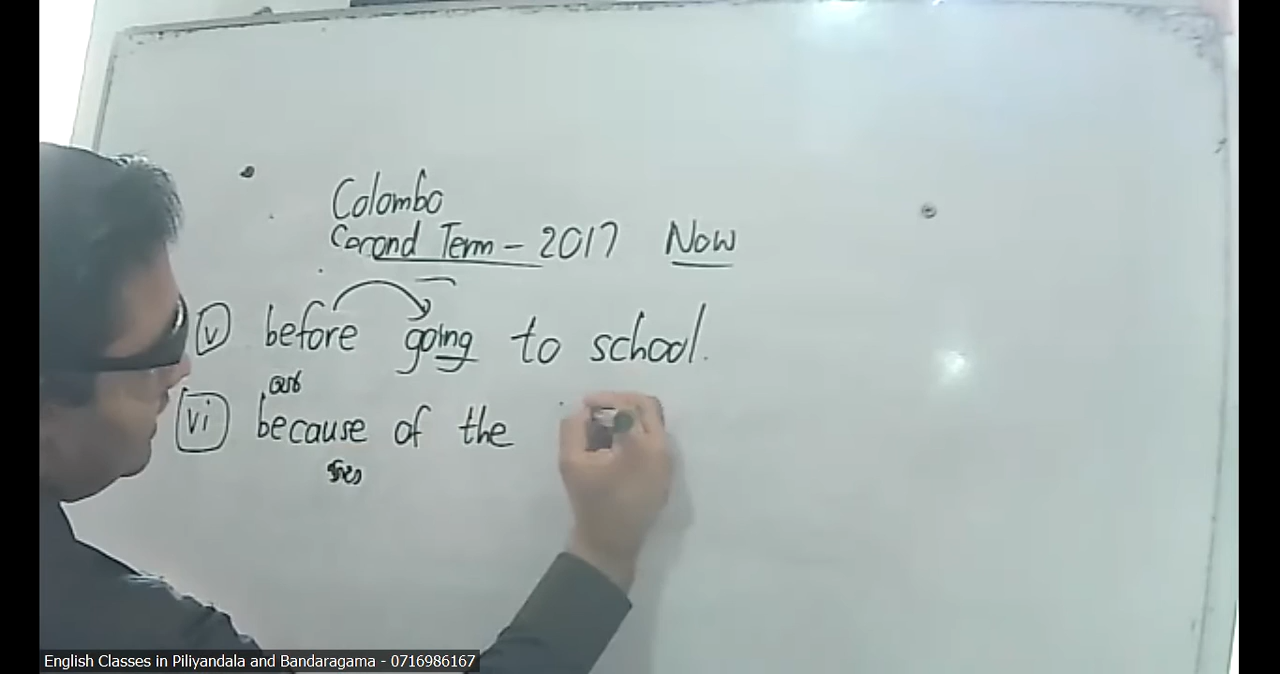 Colombo
Second Term - 2017 Now
(v) before going to school.
(vi) because of the
English Classes in Piliyandala and Bandaragama - 0716986167